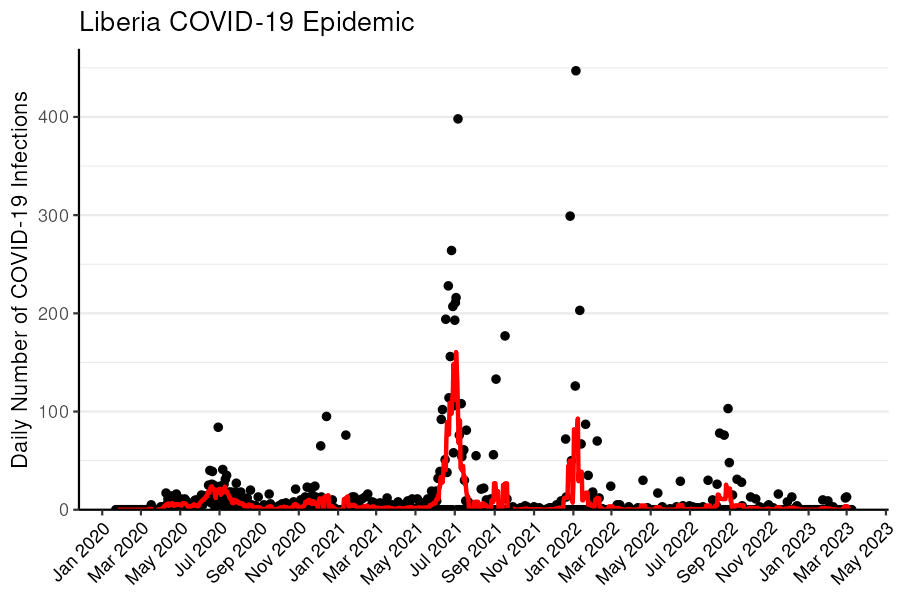 Liberia COVID-19 Epidemic
Daily Number of COVID-19 Infections
400
300
200
100
0
Jan 2020
Mar 2020
May 2020
Jul 2020
Sep 2020
Nov 2020
Jan 2021
Mar 2021
May 2021
Jul 2021
Sep 2021
Nov 2021
Jan 2022
Mar 2022
May 2022
Jul 2022
Sep 2022
Nov 2022
Jan 2023
Mar 2023
May 2023